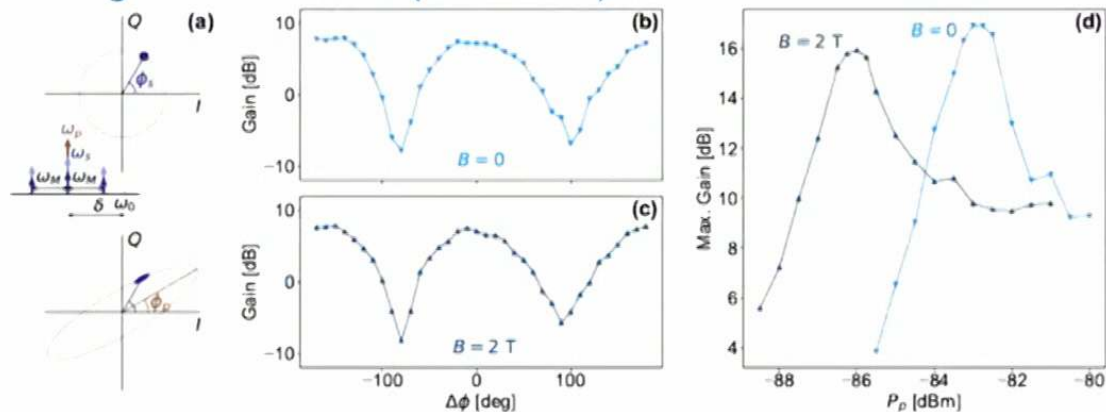 (a)
Q
ϕs
I
ωp
ωs
ωM ωM
δ ω0
Q
ϕp
I
(b)
Gain [dB]
10
0
−10
B = 0
(c)
Gain [dB]
10
0
−10
B = 2 T
−100 0 100
Δϕ [deg]
(d)
Max. Gain [dB]
16
14
12
10
8
6
4
B = 2 T
B = 0
−88 −86 −84 −82 −80
Pp [dBm]